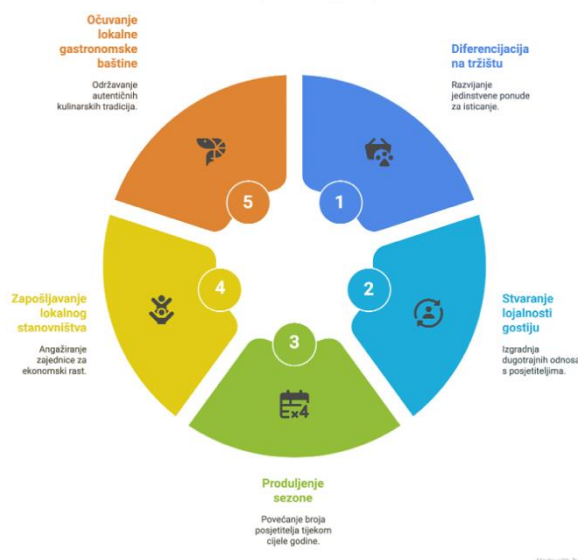 Očuvanje
lokalne
gastronomske
baštine
Održavanje
autentičnih
kulinarskih tradicija.
Diferencijacija
na tržištu
Razvijanje
jedinstvene ponude
za isticanje.
5
1
Zapošljavanje
lokalnog
stanovništva
Angažiranje
zajednice za
ekonomski rast.
4
2
Stvaranje
lojalnosti
gostiju
Izgradnja
dugotrajnih odnosa
s posjetiteljima.
3
Ex4
Produljenje
sezone
Povećanje broja
posjetitelja tijekom
cijele godine.